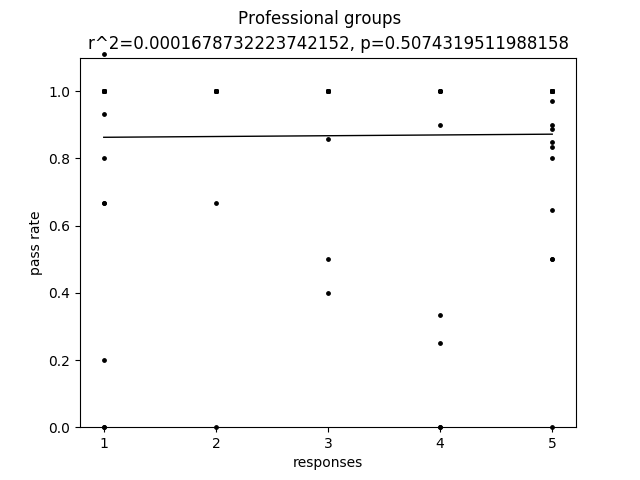 Professional groups
r^2=0.0001678732223742152, p=0.5074319511988158
1.0
0.8
0.6
0.4
0.2
0.0
pass rate
1 2 3 4 5
responses